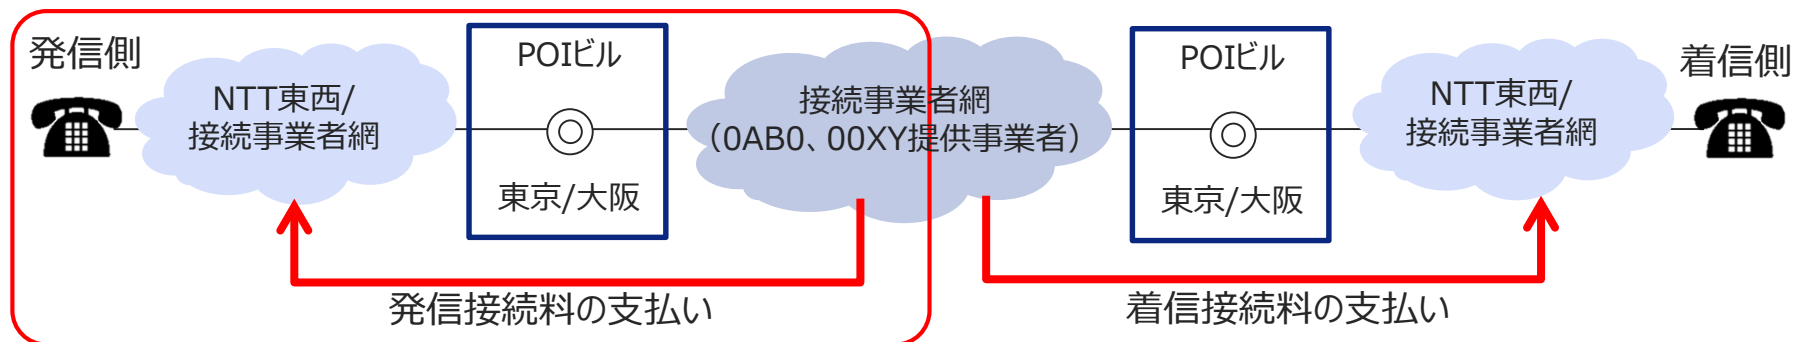 発信側
NTT東西/
接続事業者網
POIビル
東京/大阪
接続事業者網
（0AB0、00XY提供事業者）
POIビル
東京/大阪
NTT東西/
接続事業者網
着信側
発信接続料の支払い
着信接続料の支払い